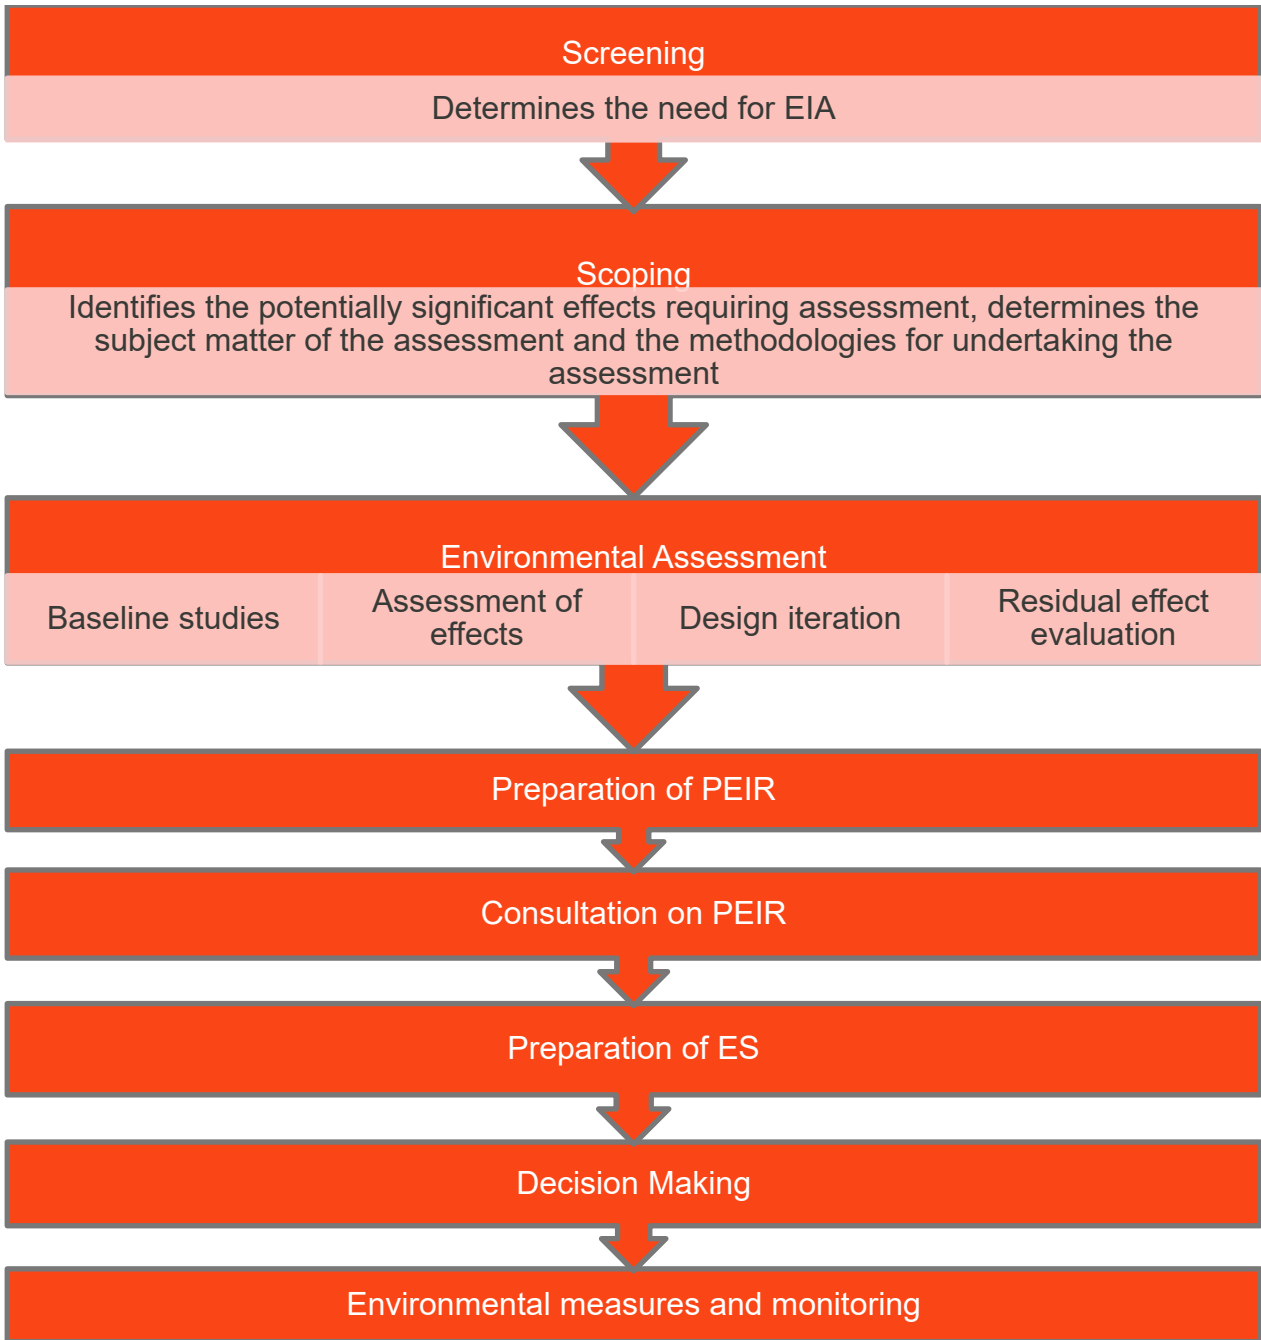 Screening
Determines the need for EIA
Scoping
Identifies the potentially significant effects requiring assessment, determines the
subject matter of the assessment and the methodologies for undertaking the
assessment
Environmental Assessment
Baseline studies
Assessment of
effects
Design iteration
Residual effect
evaluation
Preparation of PEIR
Consultation on PEIR
Preparation of ES
Decision Making
Environmental measures and monitoring